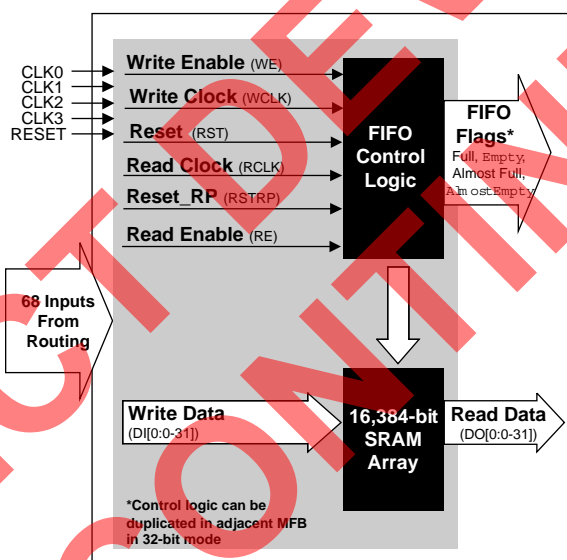 CLK0
CLK1
CLK2
CLK3
RESET
Write Enable (WE)
Write Clock (WCLK)
Reset (RST)
Read Clock (RCLK)
Reset_RP (RSTRP)
Read Enable (RE)
FIFO
Control
Logic
FIFO
Flags*
Full, Empty,
Almost Full,
AlmostEmpty
68 Inputs
From
Routing
Write Data
(DI[0:0-31])
16,384-bit
SRAM
Array
Read Data
(DO[0:0-31])
*Control logic can be
duplicated in adjacent MFB
in 32-bit mode